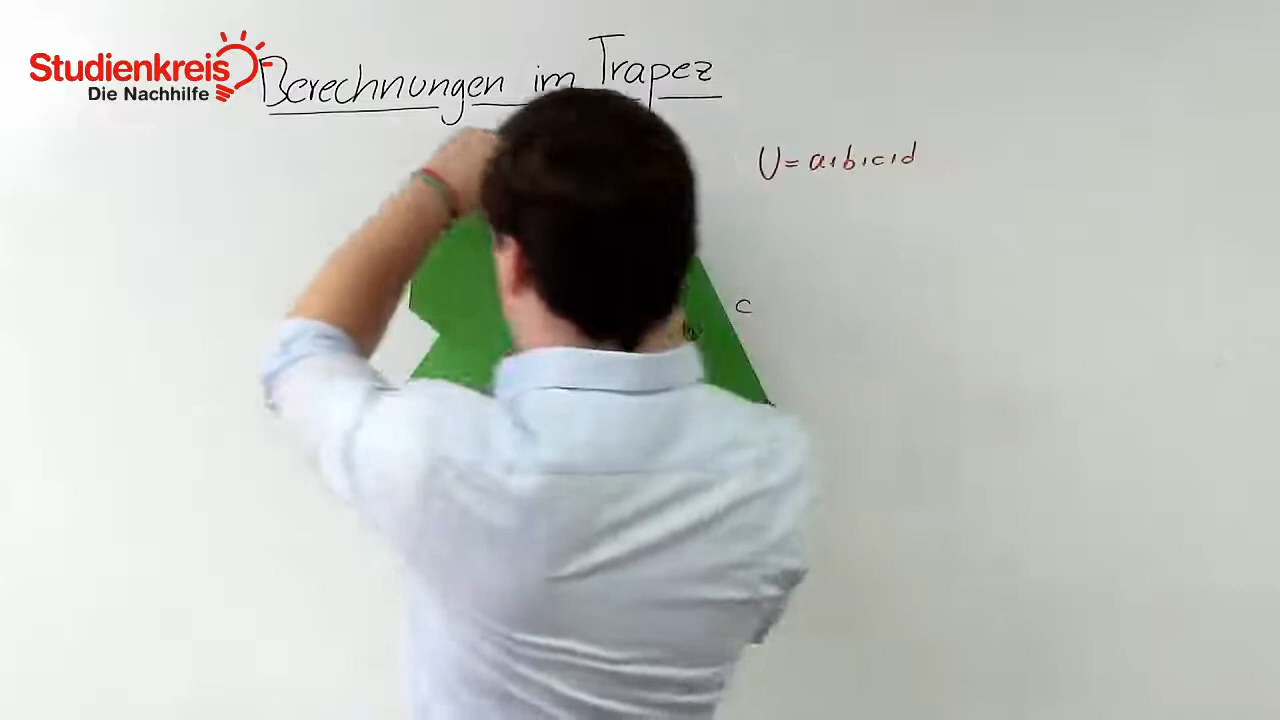 Studienkreis
Die Nachhilfe
Berechnungen im Trapez
U = a+b+c+d
c